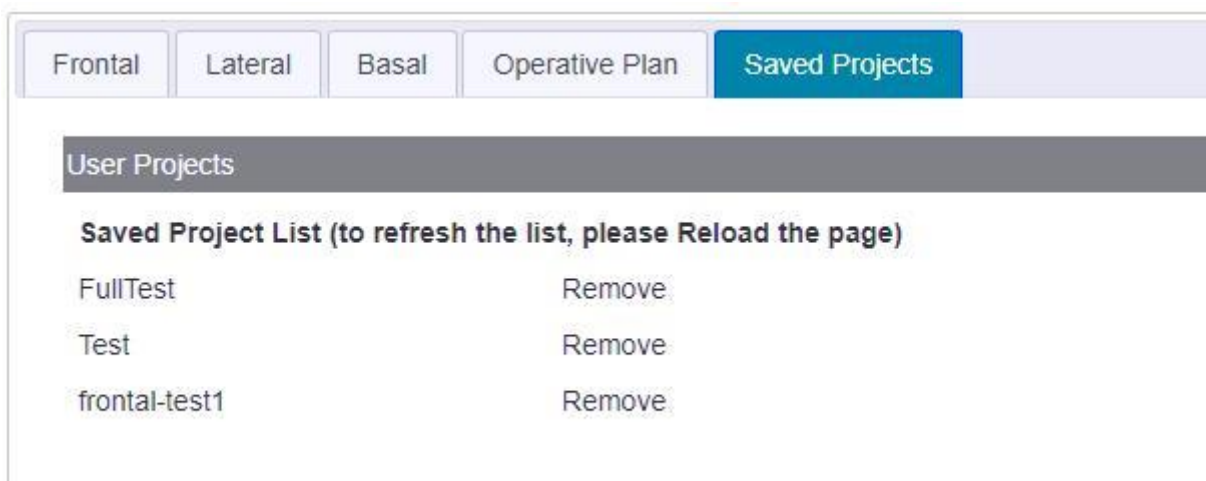 Frontal Lateral Basal Operative Plan Saved Projects
User Projects
Saved Project List (to refresh the list, please Reload the page)
FullTest Remove
Test Remove
frontal-test1 Remove